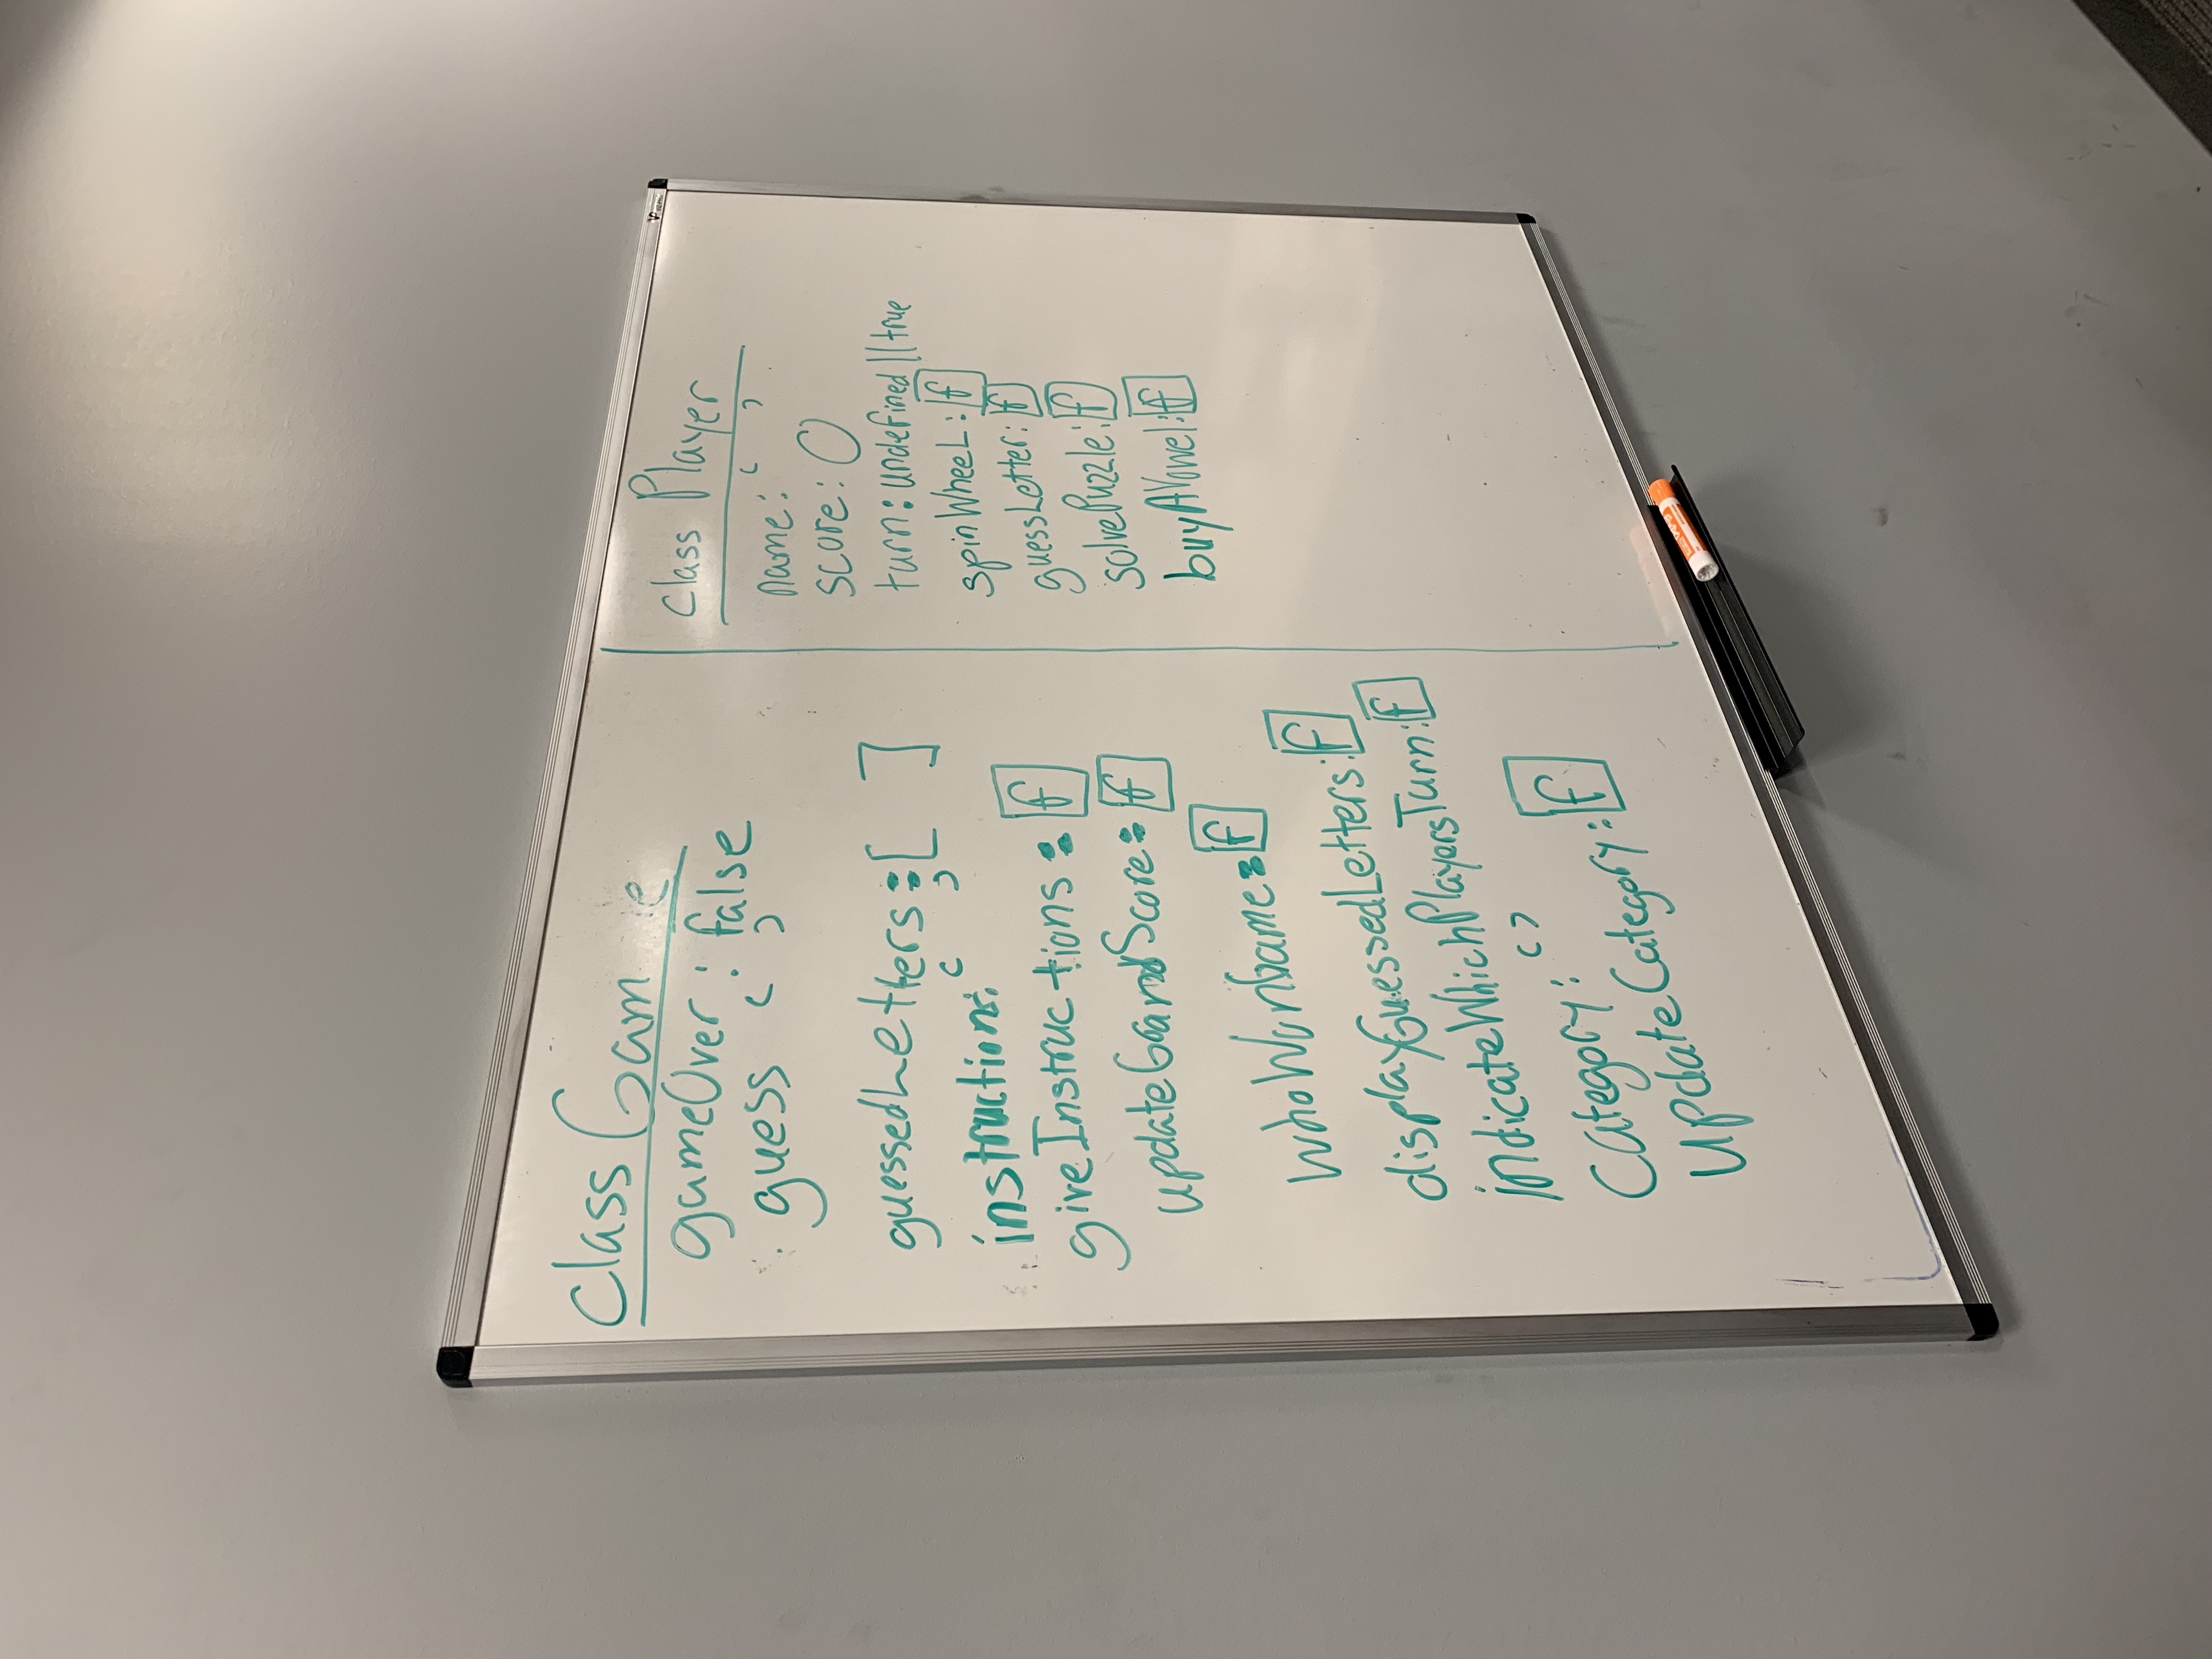 class Game
gameOver: false
guess ‘ ’
guessedLetters: [ ]
instructions: ‘ ’
giveInstructions: f
updateGrandScore: f
whoWonGame: f
displayGuessedLetters: f
indicateWhichPlayersTurn: f
Category: ‘ ’
updateCategory: f
class Player
name: ‘ ’
score: 0
turn: undefined || true
spinWheel: f
guessLetter: f
solvePuzzle: f
buyAVowel: f